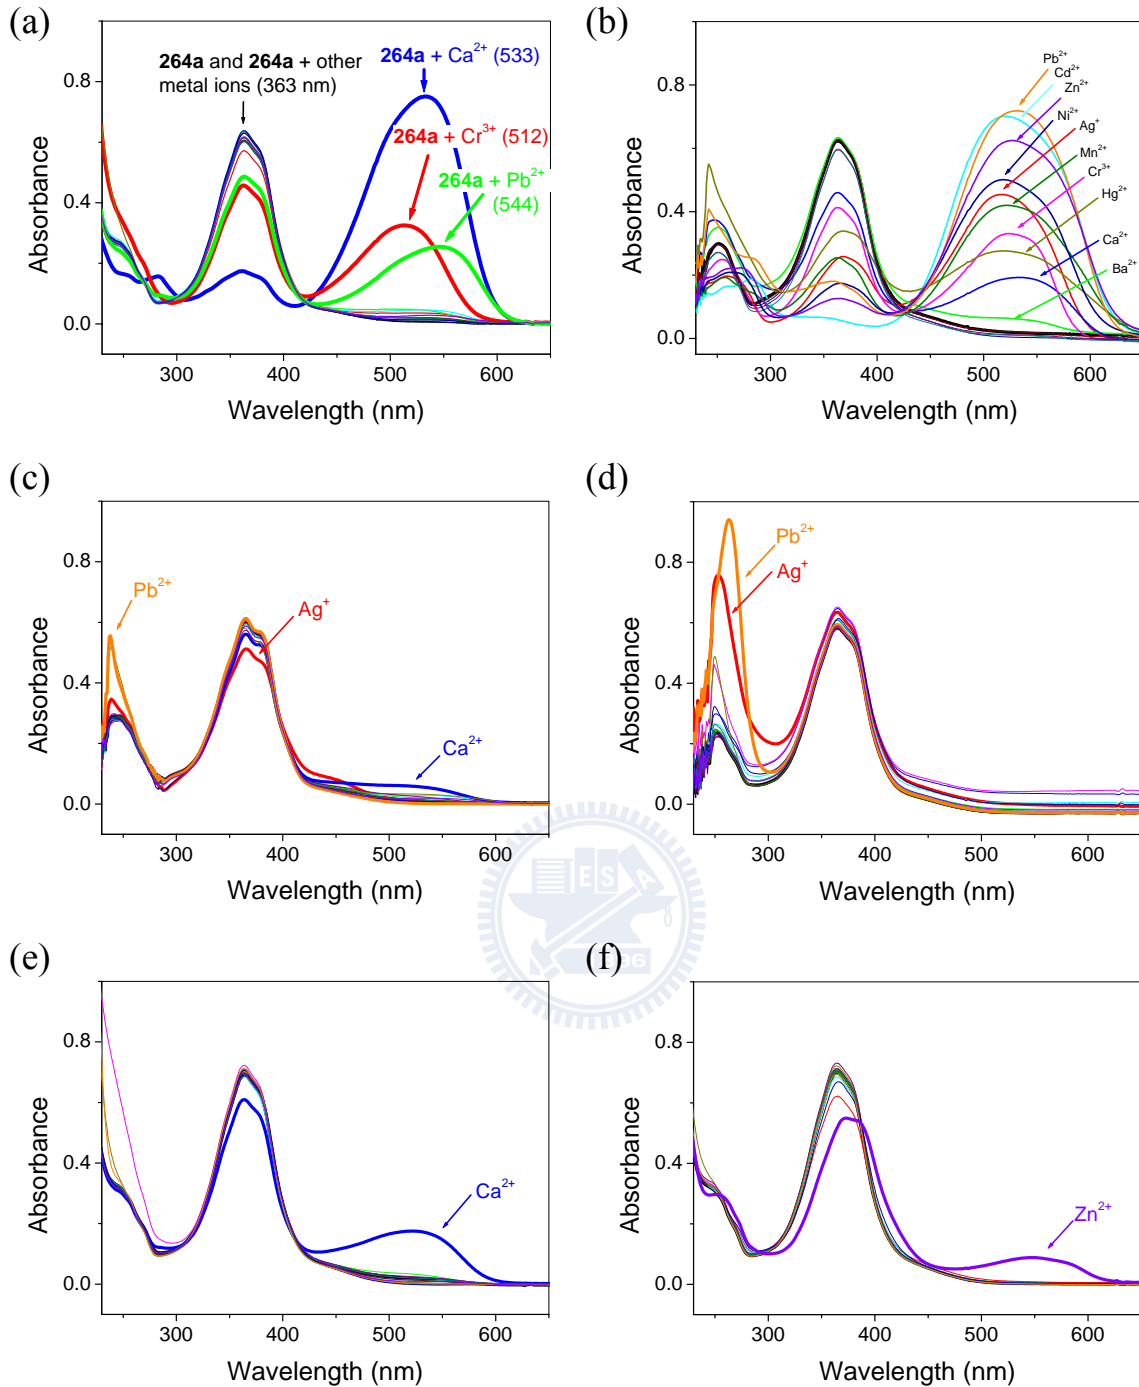 (a)
0.8
0.4
0.0
Absorbance
264a and 264a + other
metal ions (363 nm)
264a + Ca²⁺ (533)
264a + Cr³⁺ (512)
264a + Pb²⁺
(544)
300 400 500 600
Wavelength (nm)
(b)
0.8
0.4
0.0
Absorbance
Pb²⁺
Cd²⁺
Zn²⁺
Ni²⁺
Ag⁺
Mn²⁺
Cr³⁺
Hg²⁺
Ca²⁺
Ba²⁺
300 400 500 600
Wavelength (nm)
(c)
0.8
0.4
0.0
Absorbance
Pb²⁺
Ag⁺
Ca²⁺
300 400 500 600
Wavelength (nm)
(d)
0.8
0.4
0.0
Absorbance
Pb²⁺
Ag⁺
300 400 500 600
Wavelength (nm)
ES
1896
(e)
0.8
0.4
0.0
Absorbance
Ca²⁺
300 400 500 600
Wavelength (nm)
(f)
0.8
0.4
0.0
Absorbance
Zn²⁺
300 400 500 600
Wavelength (nm)